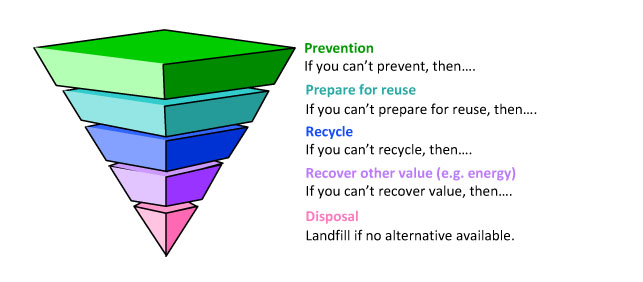 Prevention
If you can’t prevent, then....
Prepare for reuse
If you can’t prepare for reuse, then....
Recycle
If you can’t recycle, then....
Recover other value (e.g. energy)
If you can’t recover value, then....
Disposal
Landfill if no alternative available.